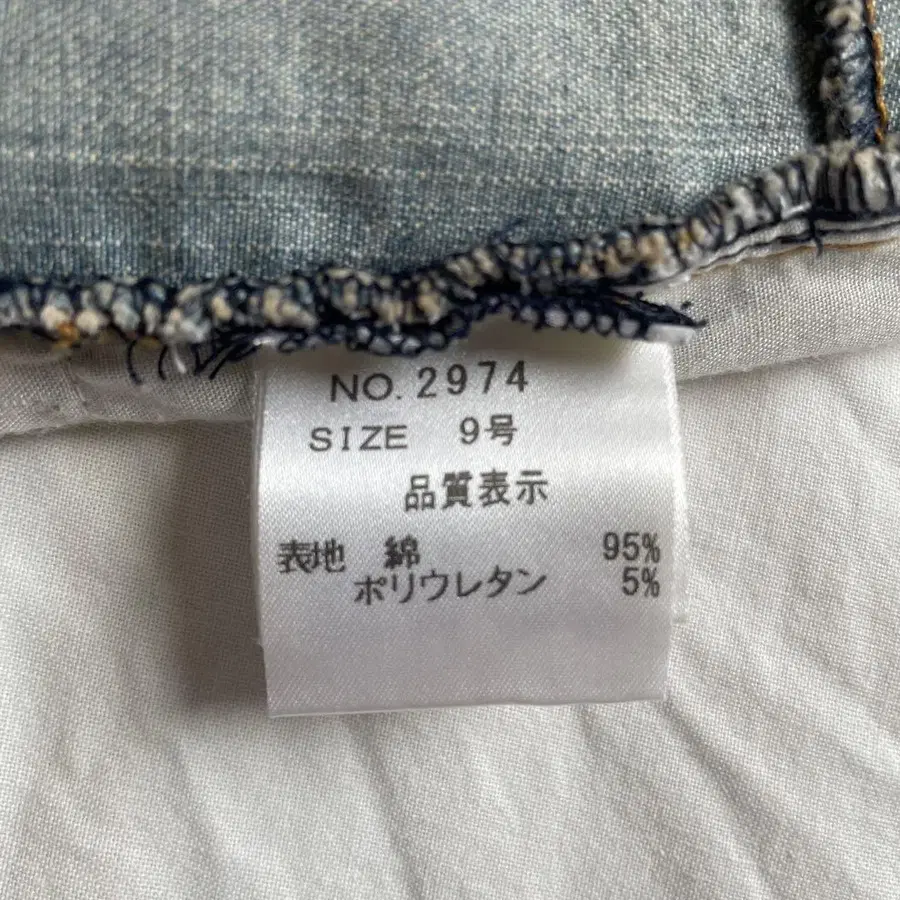 NO. 2974
SIZE 9号
品質表示
表地 綿 95%
ポリウレタン 5%